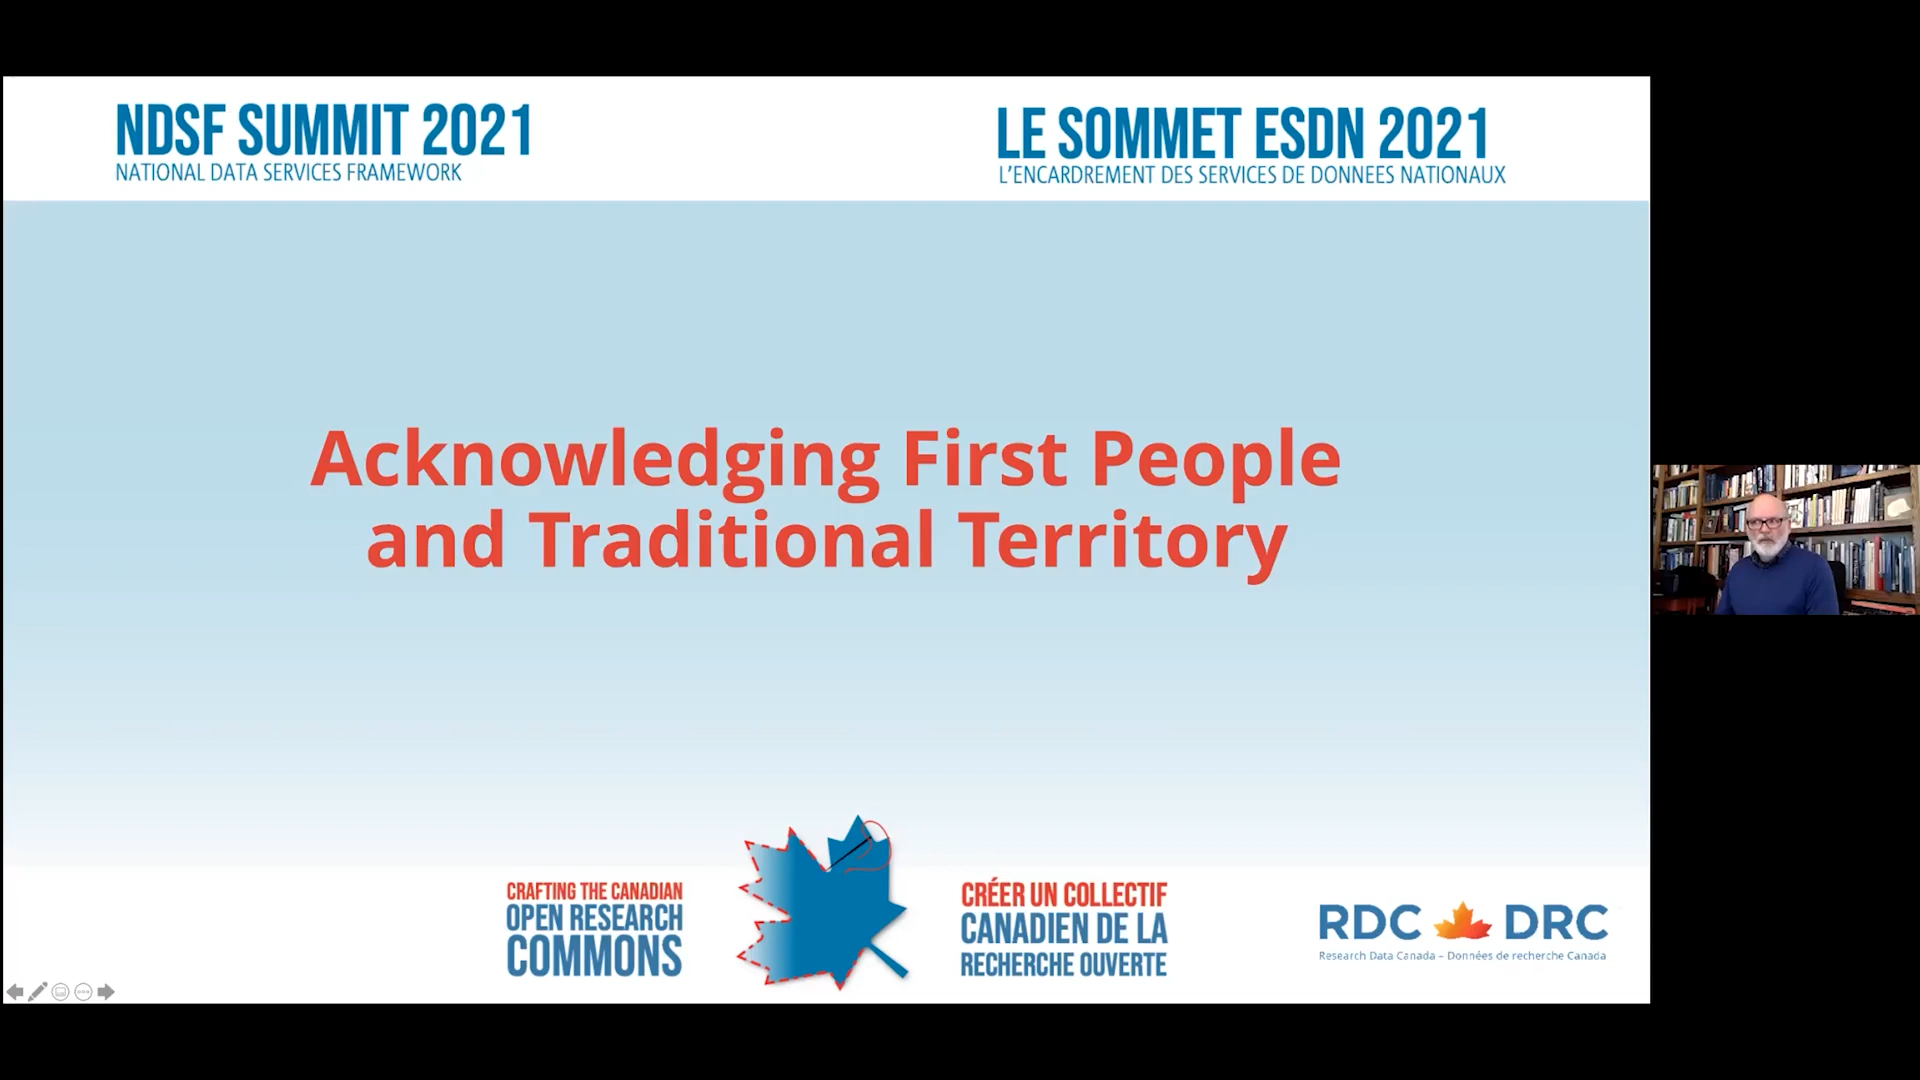 NDSF SUMMIT 2021
NATIONAL DATA SERVICES FRAMEWORK
LE SOMMET ESDN 2021
L'ENCARDREMENT DES SERVICES DE DONNEES NATIONAUX
Acknowledging First People
and Traditional Territory
CRAFTING THE CANADIAN
OPEN RESEARCH
COMMONS
CRÉER UN COLLECTIF
CANADIEN DE LA
RECHERCHE OUVERTE
RDC DRC
Research Data Canada – Données de recherche Canada